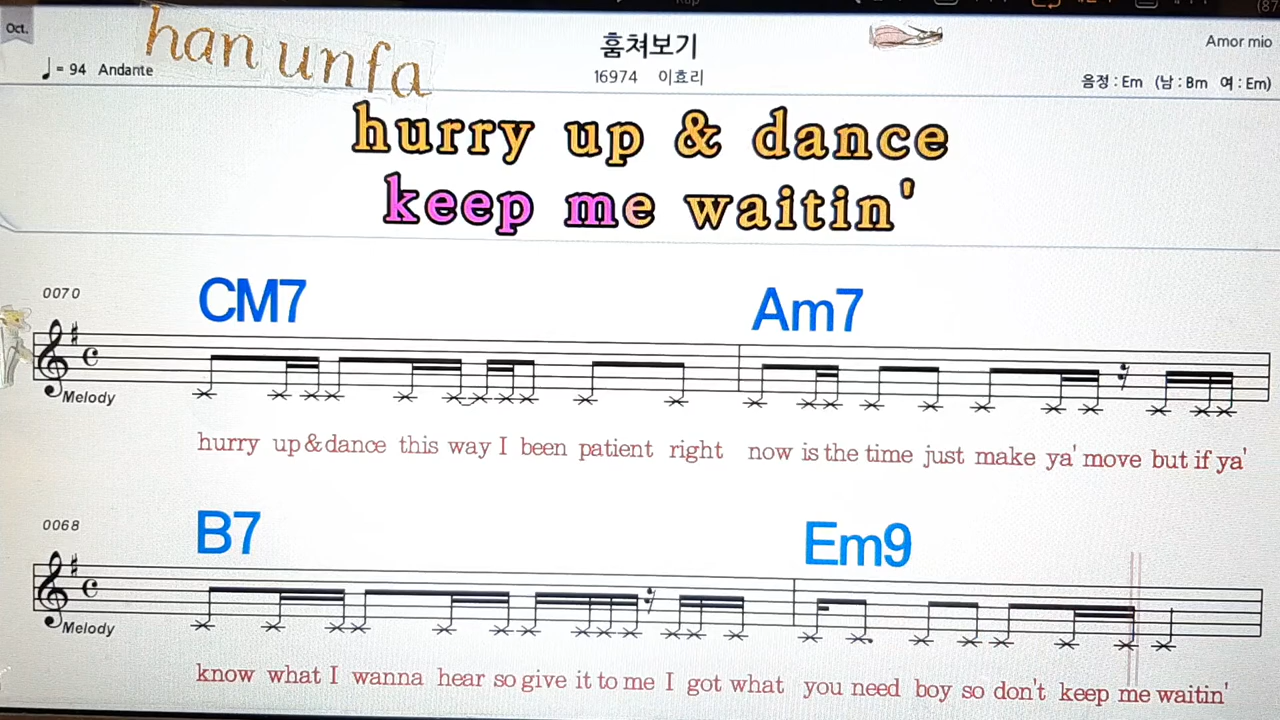 Oct.
han unfa
훔쳐보기
Amor mio
♩= 94 Andante
16974 이효리
음정 : Em (남 : Bm 여 : Em)
hurry up & dance
keep me waitin'
0070
CM7 Am7
Melody
hurry up & dance this way I been patient right now is the time just make ya' move but if ya'
0068
B7 Em9
Melody
know what I wanna hear so give it to me I got what you need boy so don't keep me waitin'